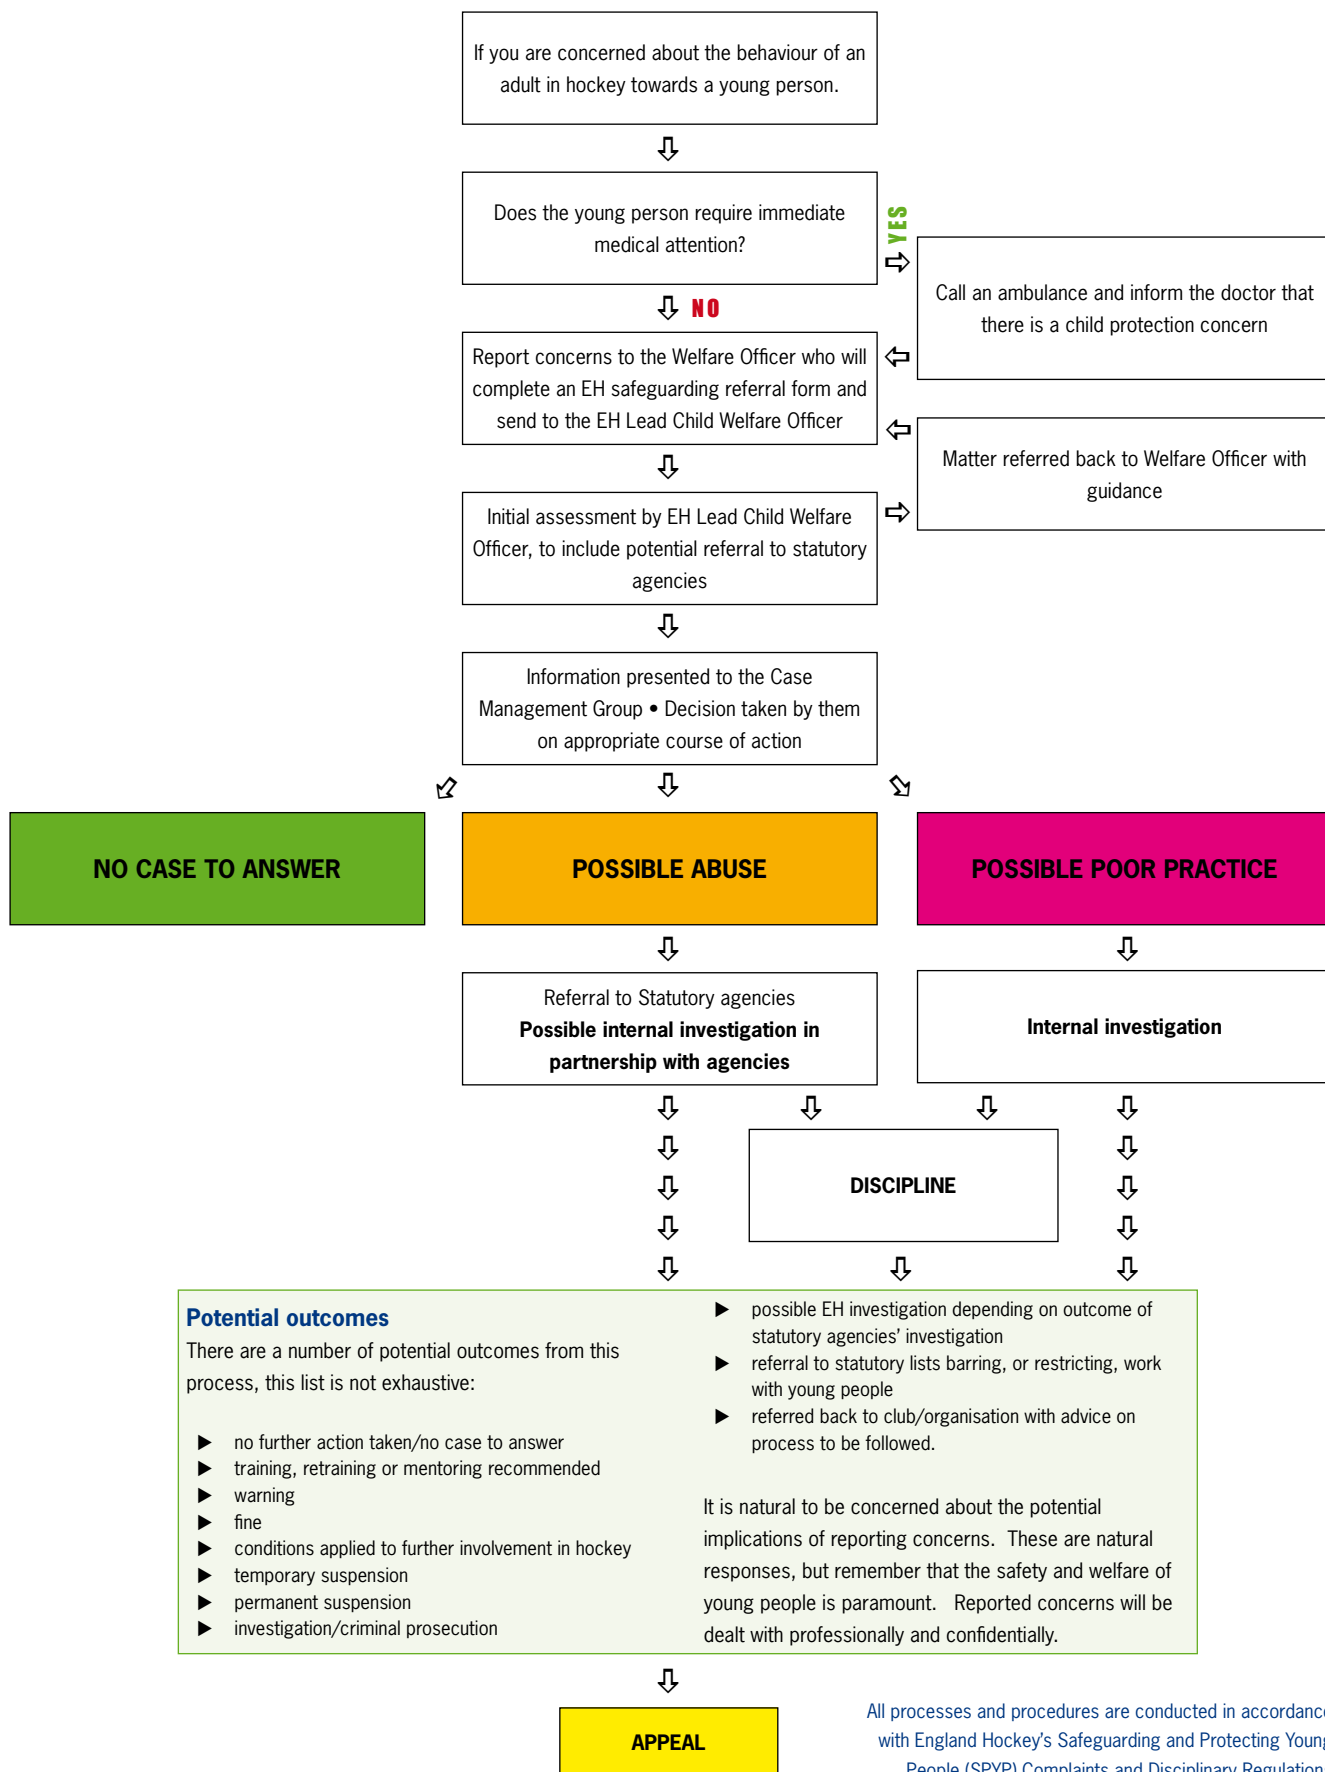 If you are concerned about the behaviour of an
adult in hockey towards a young person.
Does the young person require immediate
medical attention?
YES
Call an ambulance and inform the doctor that
there is a child protection concern
NO
Report concerns to the Welfare Officer who will
complete an EH safeguarding referral form and
send to the EH Lead Child Welfare Officer
Matter referred back to Welfare Officer with
guidance
Initial assessment by EH Lead Child Welfare
Officer, to include potential referral to statutory
agencies
Information presented to the Case
Management Group • Decision taken by them
on appropriate course of action
NO CASE TO ANSWER
POSSIBLE ABUSE
POSSIBLE POOR PRACTICE
Referral to Statutory agencies
Possible internal investigation in
partnership with agencies
Internal investigation
DISCIPLINE
Potential outcomes
There are a number of potential outcomes from this
process, this list is not exhaustive:
▶ no further action taken/no case to answer
▶ training, retraining or mentoring recommended
▶ warning
▶ fine
▶ conditions applied to further involvement in hockey
▶ temporary suspension
▶ permanent suspension
▶ investigation/criminal prosecution
▶ possible EH investigation depending on outcome of
statutory agencies' investigation
▶ referral to statutory lists barring, or restricting, work
with young people
▶ referred back to club/organisation with advice on
process to be followed.
It is natural to be concerned about the potential
implications of reporting concerns. These are natural
responses, but remember that the safety and welfare of
young people is paramount. Reported concerns will be
dealt with professionally and confidentially.
APPEAL
All processes and procedures are conducted in accordance
with England Hockey's Safeguarding and Protecting Young
People (SPYP) Complaints and Disciplinary Regulations